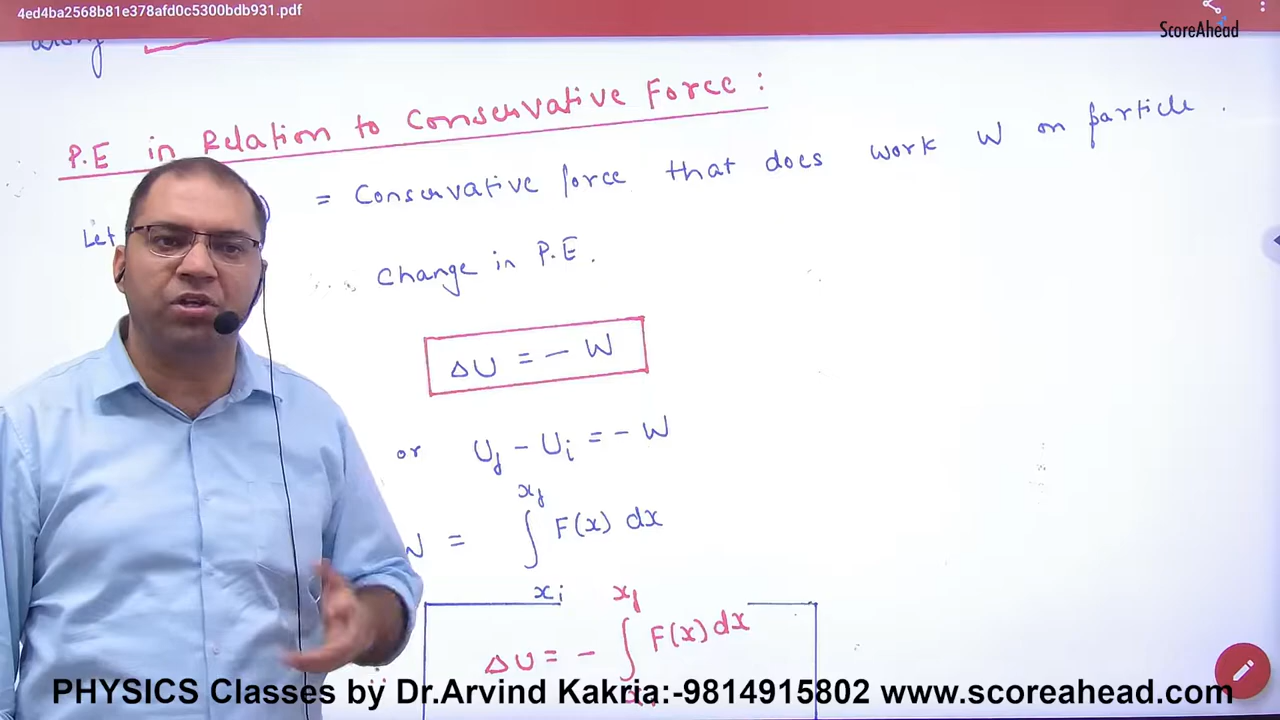 4ed4ba2568b81e378afd0c5300bdb931.pdf
ScoreAhead
along
P.E in Relation to Conservative Force :
Let = Conservative force that does work W on particle .
Change in P.E.
ΔU = - W
or U_f - U_i = - W
W = ∫_{x_i}^{x_f} F(x) dx
ΔU = - ∫^{x_f} F(x) dx
PHYSICS Classes by Dr.Arvind Kakria:-9814915802 www.scoreahead.com